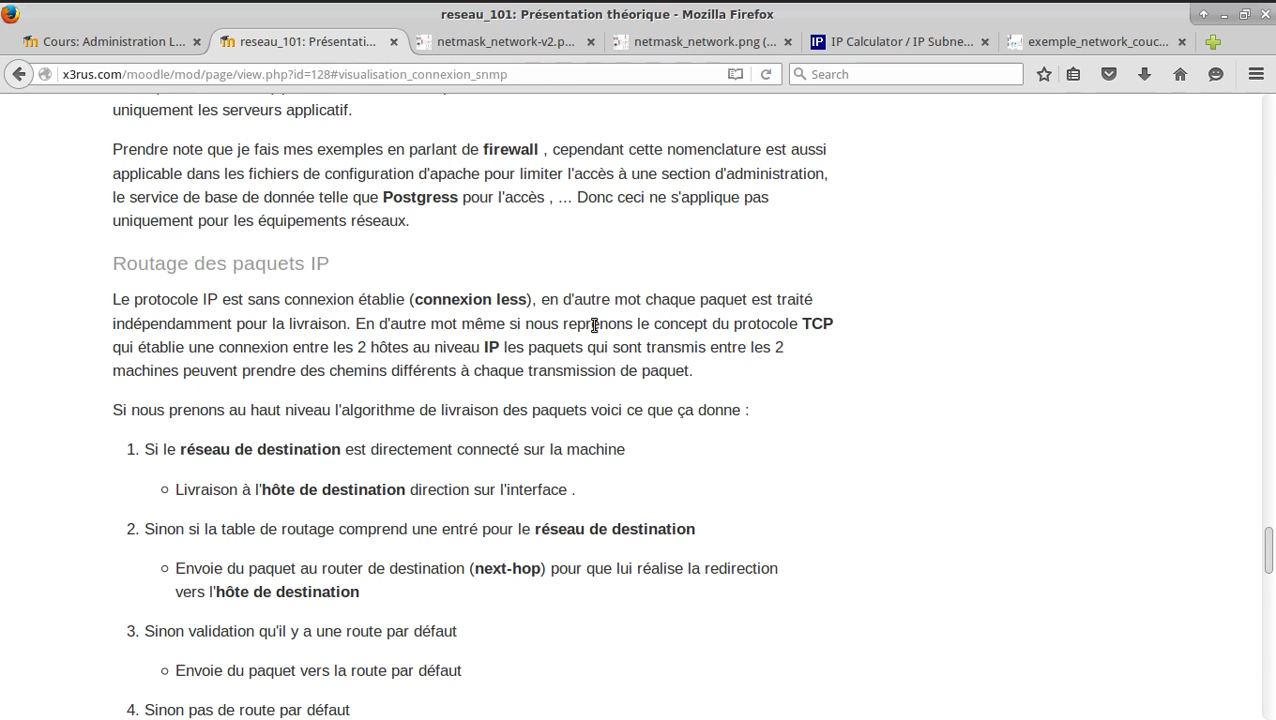 reseau_101: Présentation théorique - Mozilla Firefox
Cours: Administration L... reseau_101: Présentati... netmask_network-v2.p... netmask_network.png (... IP IP Calculator / IP Subne... exemple_network_couc...
x3rus.com/moodle/mod/page/view.php?id=128#visualisation_connexion_snmp Search
uniquement les serveurs applicatif.
Prendre note que je fais mes exemples en parlant de firewall , cependant cette nomenclature est aussi
applicable dans les fichiers de configuration d'apache pour limiter l'accès à une section d'administration,
le service de base de donnée telle que Postgress pour l'accès , ... Donc ceci ne s'applique pas
uniquement pour les équipements réseaux.
Routage des paquets IP
Le protocole IP est sans connexion établie (connexion less), en d'autre mot chaque paquet est traité
indépendamment pour la livraison. En d'autre mot même si nous reprenons le concept du protocole TCP
qui établie une connexion entre les 2 hôtes au niveau IP les paquets qui sont transmis entre les 2
machines peuvent prendre des chemins différents à chaque transmission de paquet.
Si nous prenons au haut niveau l'algorithme de livraison des paquets voici ce que ça donne :
1. Si le réseau de destination est directement connecté sur la machine
Livraison à l'hôte de destination direction sur l'interface .
2. Sinon si la table de routage comprend une entré pour le réseau de destination
Envoie du paquet au router de destination (next-hop) pour que lui réalise la redirection
vers l'hôte de destination
3. Sinon validation qu'il y a une route par défaut
Envoie du paquet vers la route par défaut
4. Sinon pas de route par défaut